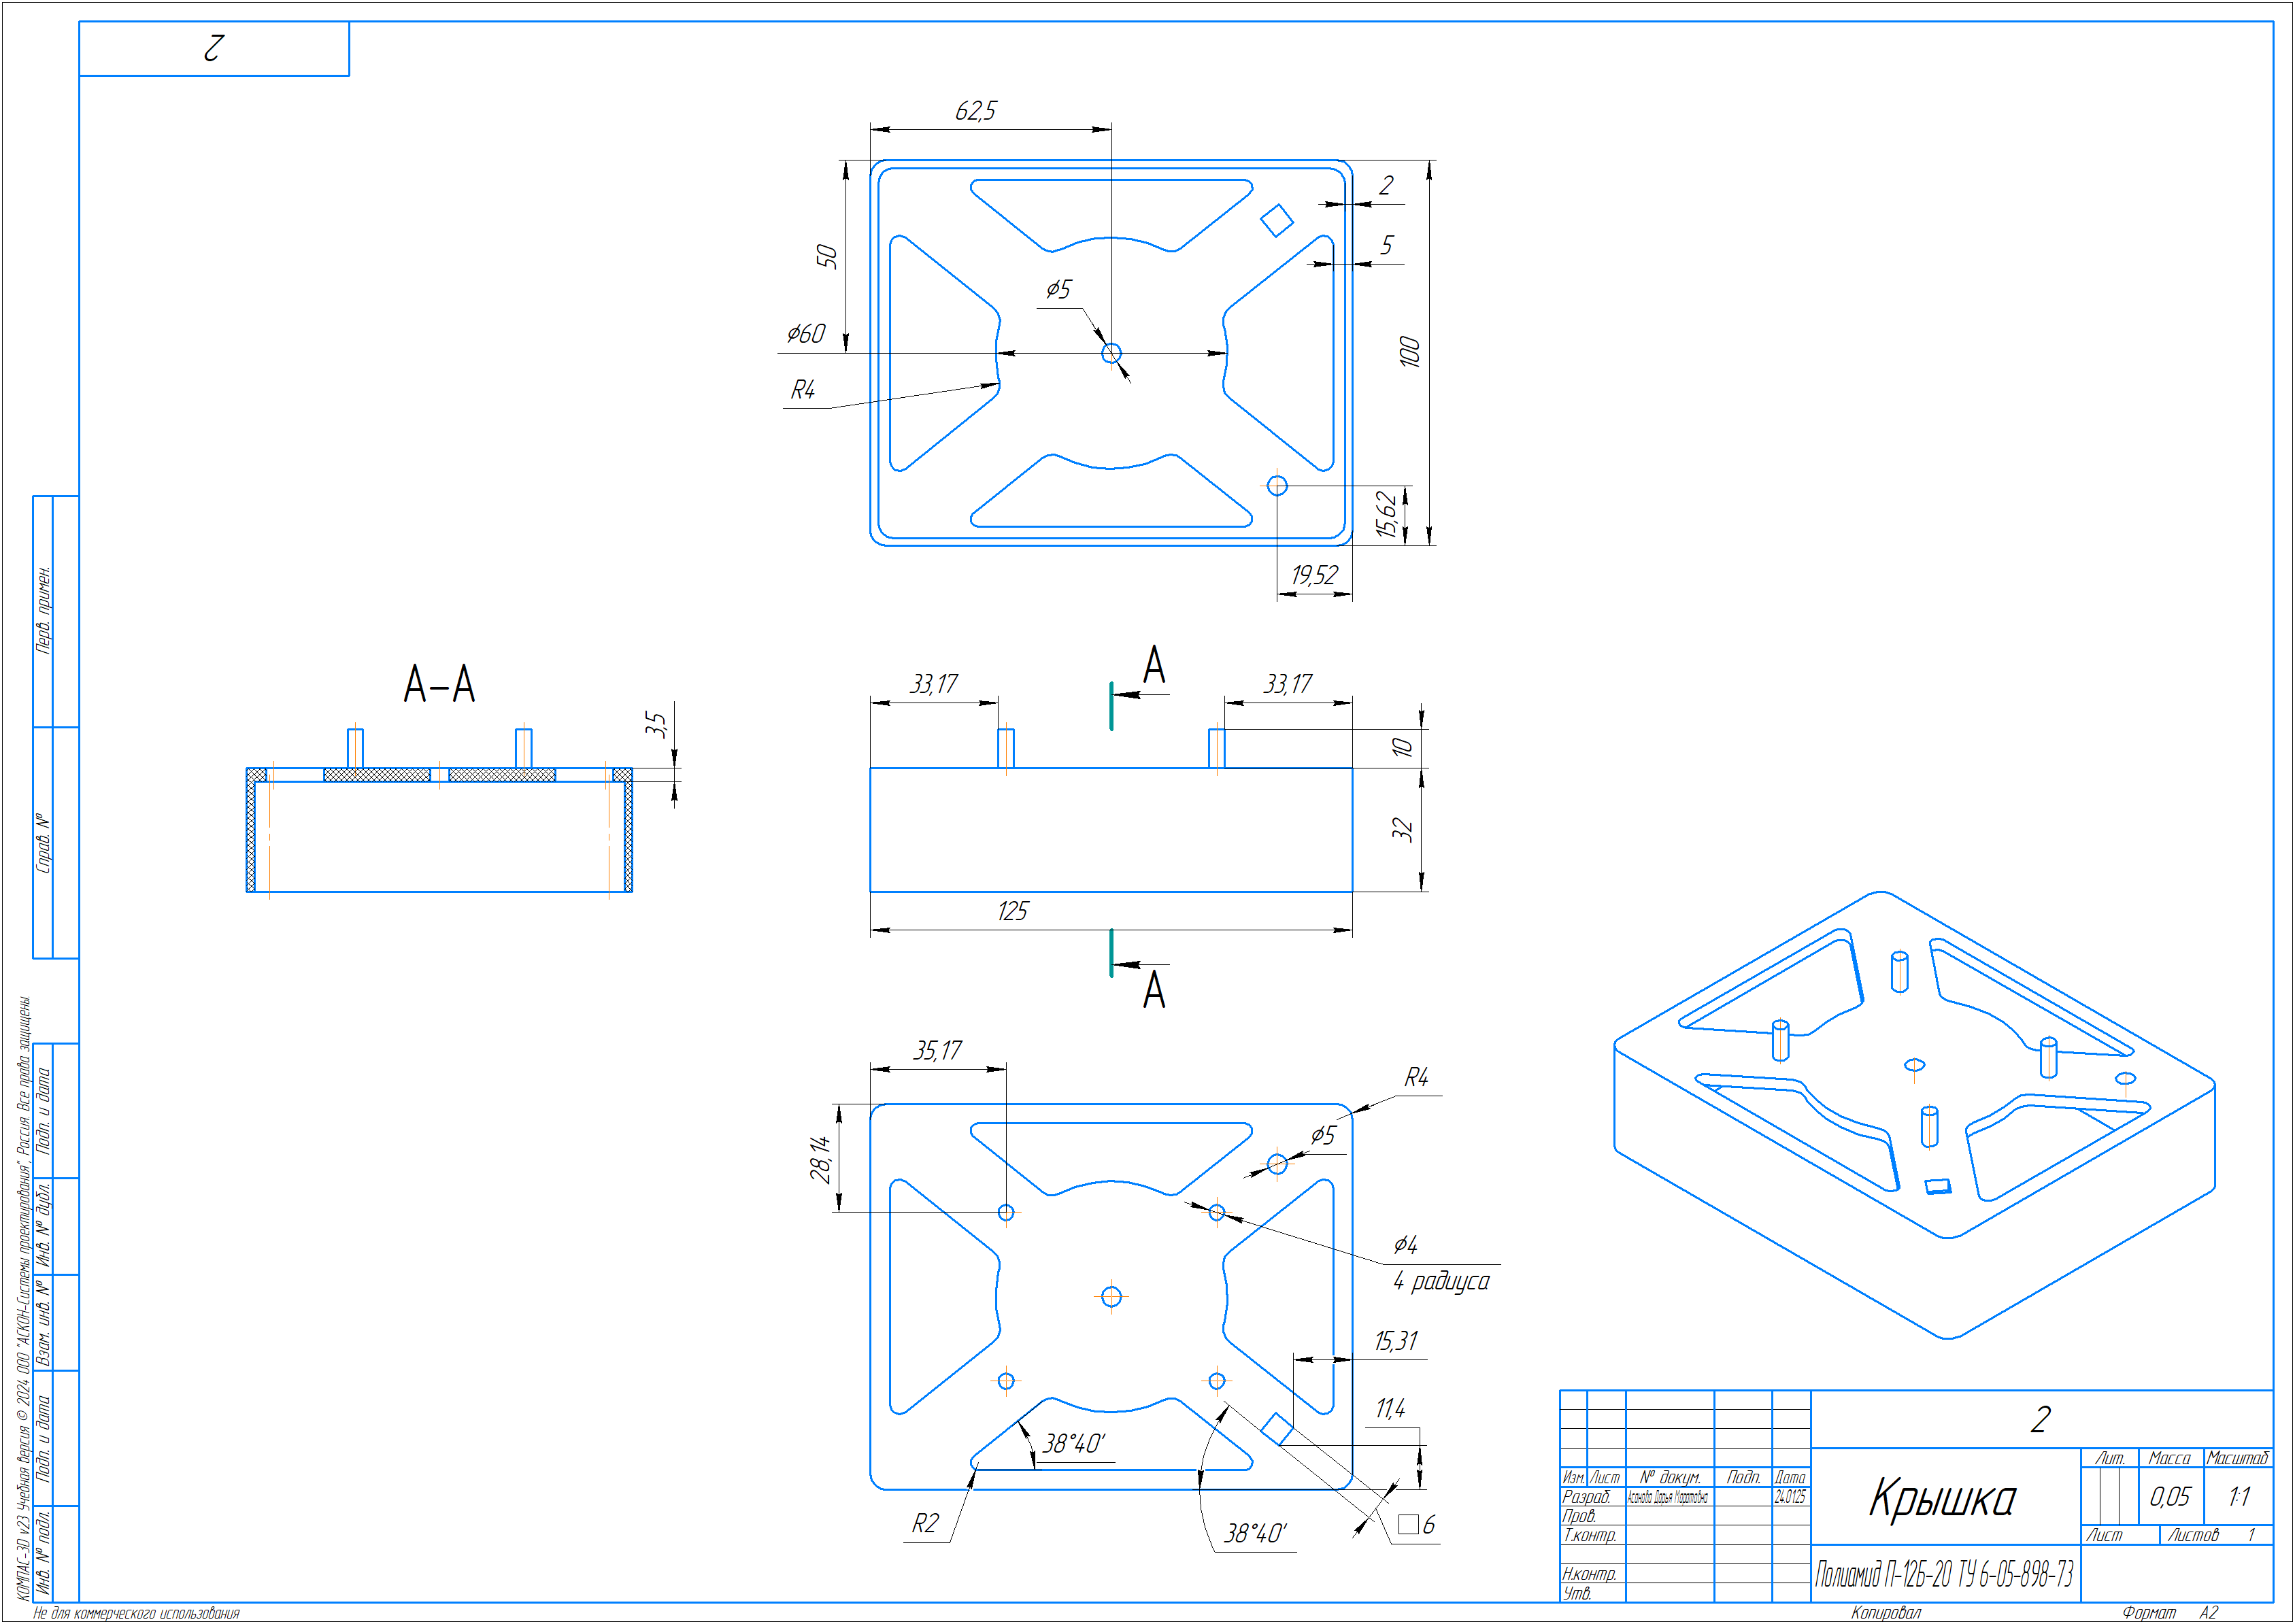 2
62,5
2
50
5
⌀5
⌀60
100
R4
15,62
19,52
А-А
А
33,17
33,17
3,5
10
32
125
А
35,17
R4
28,14
⌀5
⌀4
4 радиуса
15,31
11,4
38°40'
R2
38°40'
□6
Перв. примен.
Справ. №
Подп. и дата
Инв. № дубл.
Взам. инв. №
Подп. и дата
Инв. № подл.
КОМПАС-3D v23 Учебная версия © 2024 ООО "АСКОН-Системы проектирования", Россия. Все права защищены.
2
Лит. Масса Масштаб
Изм. Лист № докум. Подп. Дата
Крышка
0,05 1:1
Разраб. Дарья 24.01.25
Пров.
Т.контр.
Лист Листов 1
Н.контр.
Полиамид П-12Б-20 ТУ 6-05-898-73
Утв.
Не для коммерческого использования
Копировал
Формат А2